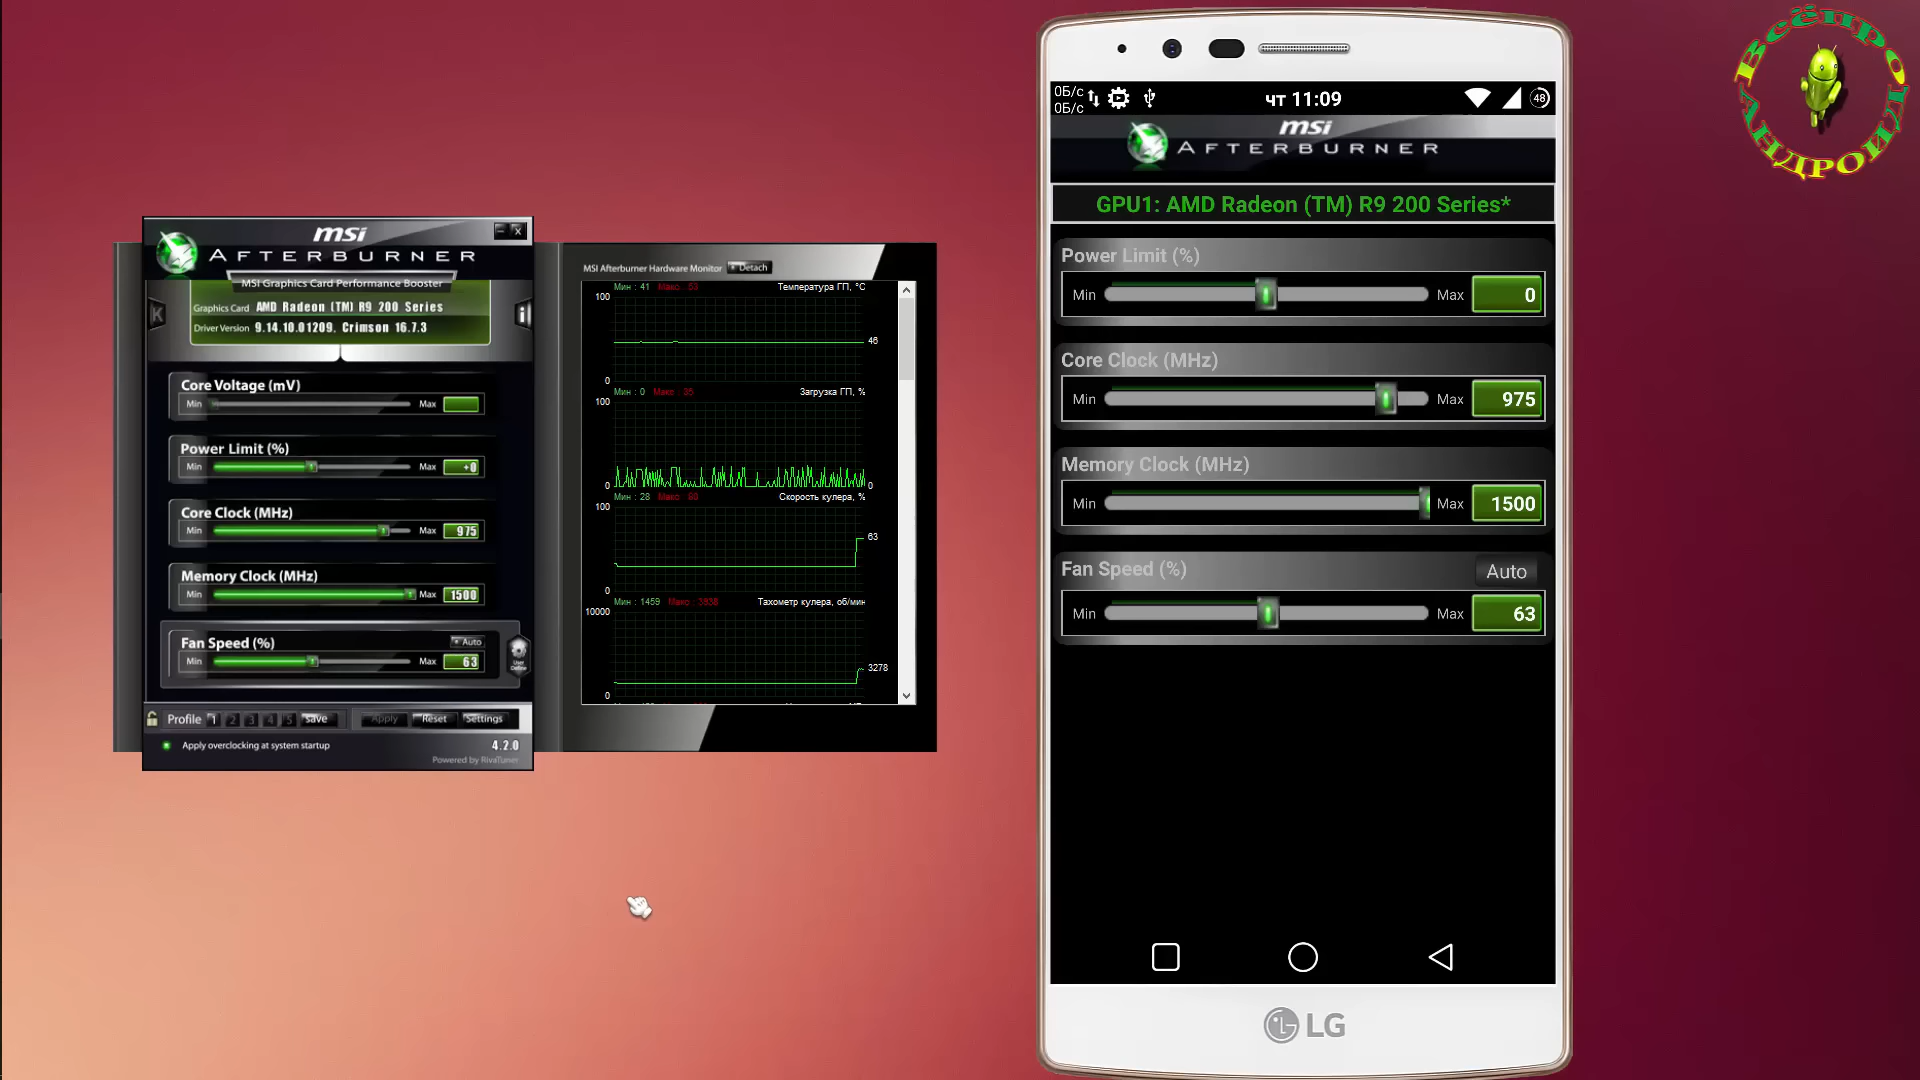 msi
AFTERBURNER
MSI Graphics Card Performance Booster
Graphics Card AMD Radeon (TM) R9 200 Series
Driver Version 9.14.10.01209, Crimson 16.7.3
K
i
Core Voltage (mV)
Min Max
Power Limit (%)
Min Max +0
Core Clock (MHz)
Min Max 975
Memory Clock (MHz)
Min Max 1500
Fan Speed (%) Auto
Min Max 63
User Define
Profile 1 2 3 4 5 Save Apply Reset Settings
Apply overclocking at system startup 4.2.0
Powered by RivaTuner
MSI Afterburner Hardware Monitor Detach
Мин : 41 Макс : 53 Температура ГП, °C
100
46
0
Мин : 0 Загрузка ГП, %
100
0 0
Мин : 28 Скорость кулера, %
100
63
0
Мин : 1459 Тахометр кулера, об/мин
10000
3278
0
0Б/с
0Б/с
чт 11:09
48
msi
AFTERBURNER
GPU1: AMD Radeon (TM) R9 200 Series*
Power Limit (%)
Min Max 0
Core Clock (MHz)
Min Max 975
Memory Clock (MHz)
Min Max 1500
Fan Speed (%) Auto
Min Max 63
LG
Всёпро
АНДРОИД